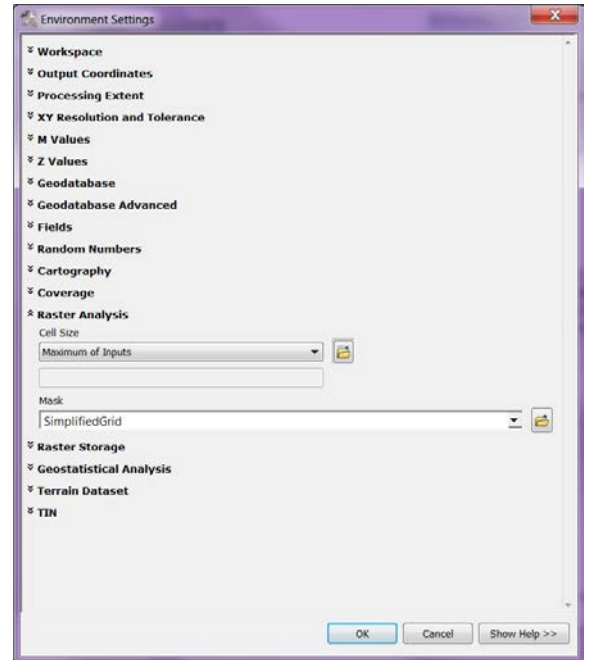 Environment Settings
Workspace
Output Coordinates
Processing Extent
XY Resolution and Tolerance
M Values
Z Values
Geodatabase
Geodatabase Advanced
Fields
Random Numbers
Cartography
Coverage
Raster Analysis
Cell Size
Maximum of Inputs
Mask
SimplifiedGrid
Raster Storage
Geostatistical Analysis
Terrain Dataset
TIN
OK Cancel Show Help >>